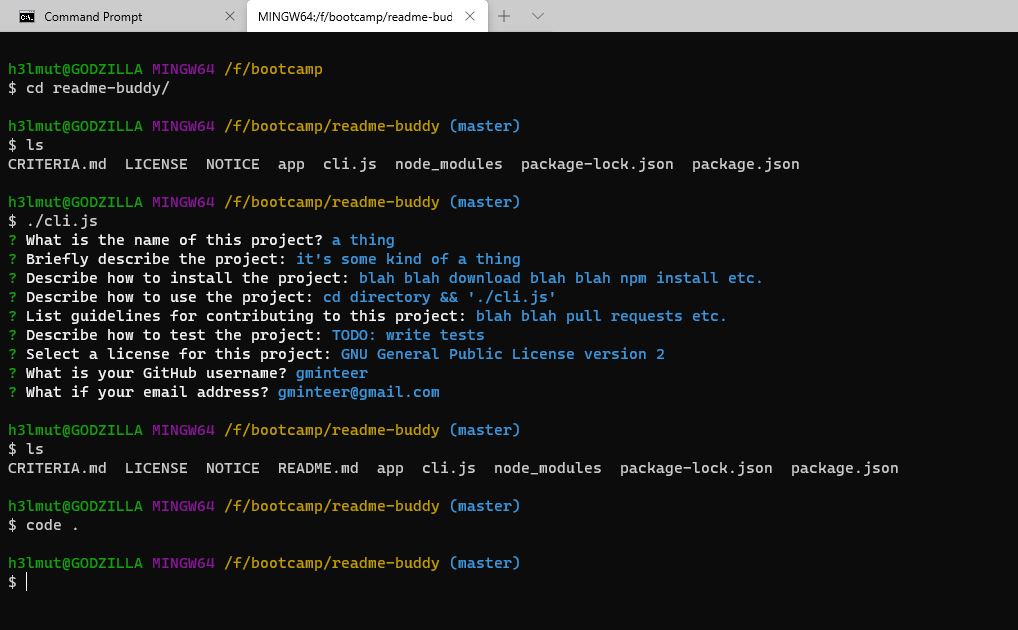 Command Prompt
MINGW64:/f/bootcamp/readme-bud
h3lmut@GODZILLA MINGW64 /f/bootcamp
$ cd readme-buddy/
h3lmut@GODZILLA MINGW64 /f/bootcamp/readme-buddy (master)
$ ls
CRITERIA.md  LICENSE  NOTICE  app  cli.js  node_modules  package-lock.json  package.json
h3lmut@GODZILLA MINGW64 /f/bootcamp/readme-buddy (master)
$ ./cli.js
? What is the name of this project? a thing
? Briefly describe the project: it's some kind of a thing
? Describe how to install the project: blah blah download blah blah npm install etc.
? Describe how to use the project: cd directory && './cli.js'
? List guidelines for contributing to this project: blah blah pull requests etc.
? Describe how to test the project: TODO: write tests
? Select a license for this project: GNU General Public License version 2
? What is your GitHub username? gminteer
? What if your email address? gminteer@gmail.com
h3lmut@GODZILLA MINGW64 /f/bootcamp/readme-buddy (master)
$ ls
CRITERIA.md  LICENSE  NOTICE  README.md  app  cli.js  node_modules  package-lock.json  package.json
h3lmut@GODZILLA MINGW64 /f/bootcamp/readme-buddy (master)
$ code .
h3lmut@GODZILLA MINGW64 /f/bootcamp/readme-buddy (master)
$